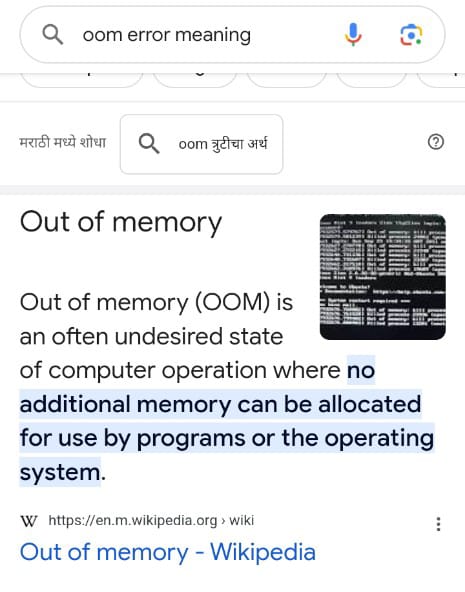 oom error meaning
मराठी मध्ये शोधा
oom त्रुटीचा अर्थ
Out of memory
Out of memory (OOM) is
an often undesired state
of computer operation where no
additional memory can be allocated
for use by programs or the operating
system.
W https://en.m.wikipedia.org › wiki
Out of memory - Wikipedia